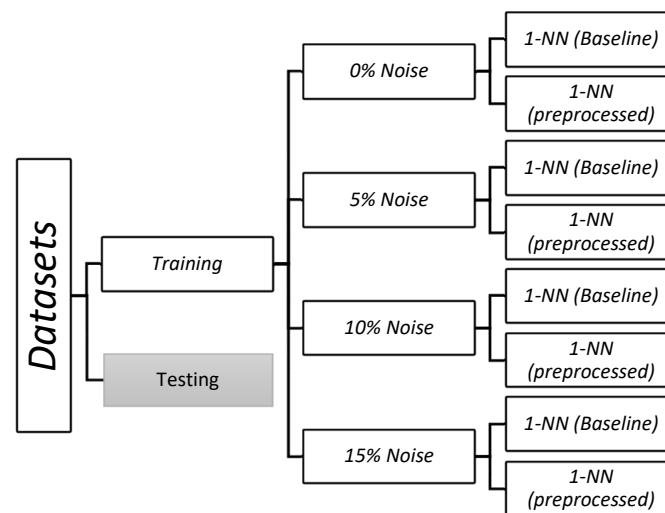 Datasets
Training
Testing
0% Noise
1-NN (Baseline)
1-NN
(preprocessed)
5% Noise
1-NN (Baseline)
1-NN
(preprocessed)
10% Noise
1-NN (Baseline)
1-NN
(preprocessed)
15% Noise
1-NN (Baseline)
1-NN
(preprocessed)